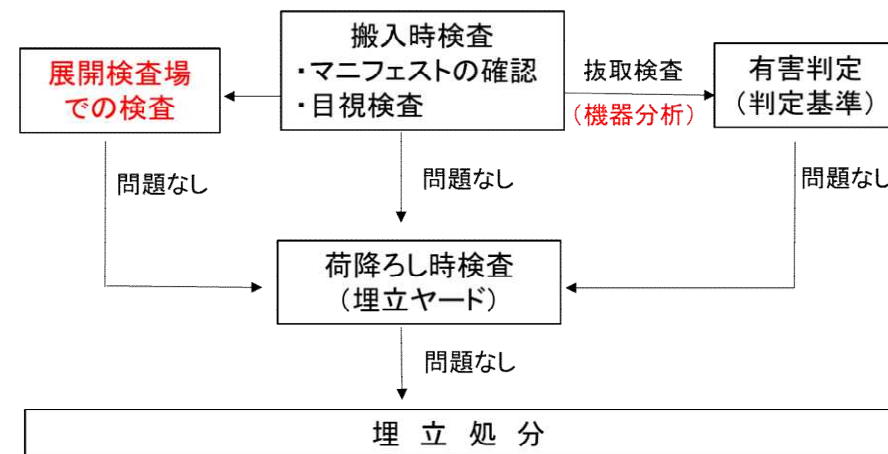 搬入時検査
・マニフェストの確認
・目視検査
展開検査場
での検査
抜取検査
(機器分析)
有害判定
(判定基準)
問題なし
問題なし
問題なし
荷降ろし時検査
(埋立ヤード)
問題なし
埋 立 処 分